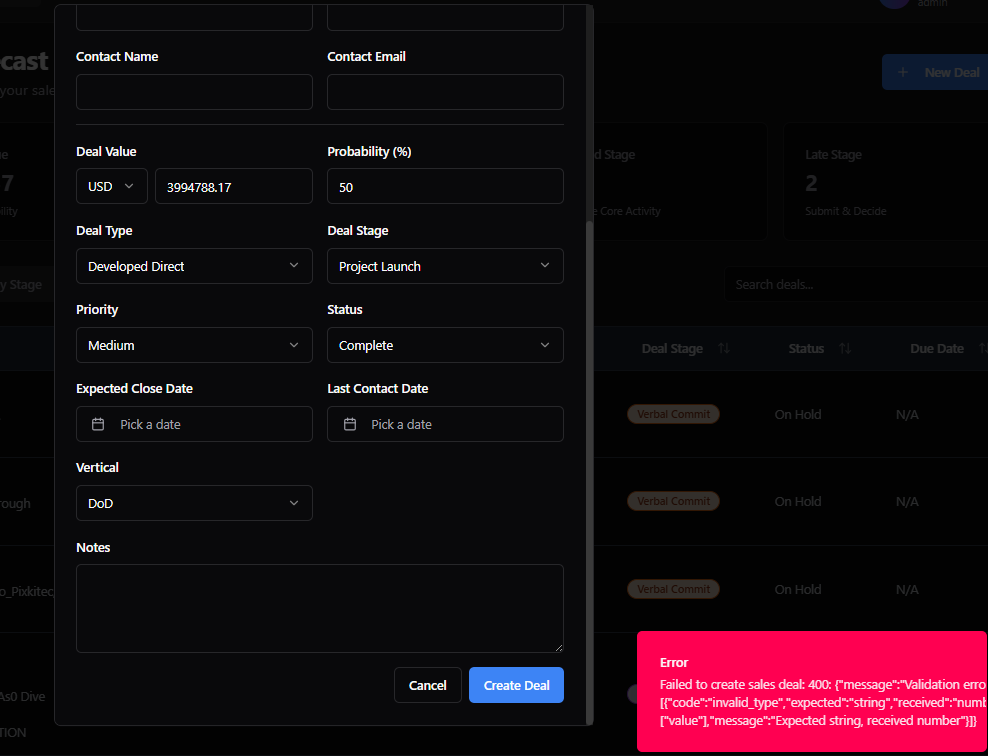 admin
cast
your sale
New Deal
Contact Name
Contact Email
Deal Value
Probability (%)
USD
3994788.17
50
d Stage
Late Stage
7
2
ility
e Core Activity
Submit & Decide
Deal Type
Deal Stage
Developed Direct
Project Launch
y Stage
Search deals...
Priority
Status
Medium
Complete
Deal Stage
Status
Due Date
Expected Close Date
Last Contact Date
Pick a date
Pick a date
Verbal Commit
On Hold
N/A
Vertical
DoD
rough
Verbal Commit
On Hold
N/A
Notes
o_Pixkitec
Verbal Commit
On Hold
N/A
As0 Dive
TION
Cancel
Create Deal
Error
Failed to create sales deal: 400: {"message":"Validation erro
[{"code":"invalid_type","expected":"string","received":"numb
["value"],"message":"Expected string, received number"}]}